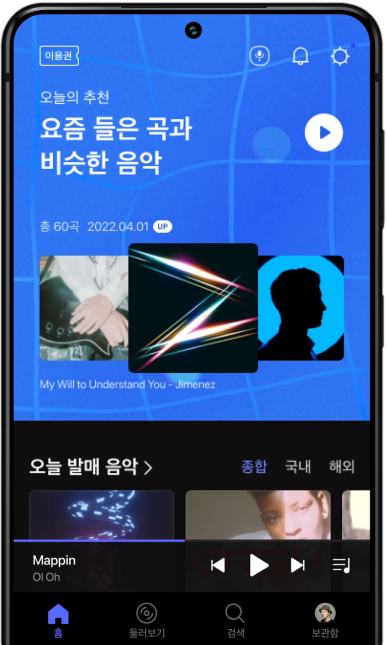 이용권
오늘의 추천
요즘 들은 곡과
비슷한 음악
총 60곡 2022.04.01 UP
My Will to Understand You - Jimenez
오늘 발매 음악 >
종합 국내 해외
Mappin
Ol Oh
홈 둘러보기 검색 보관함